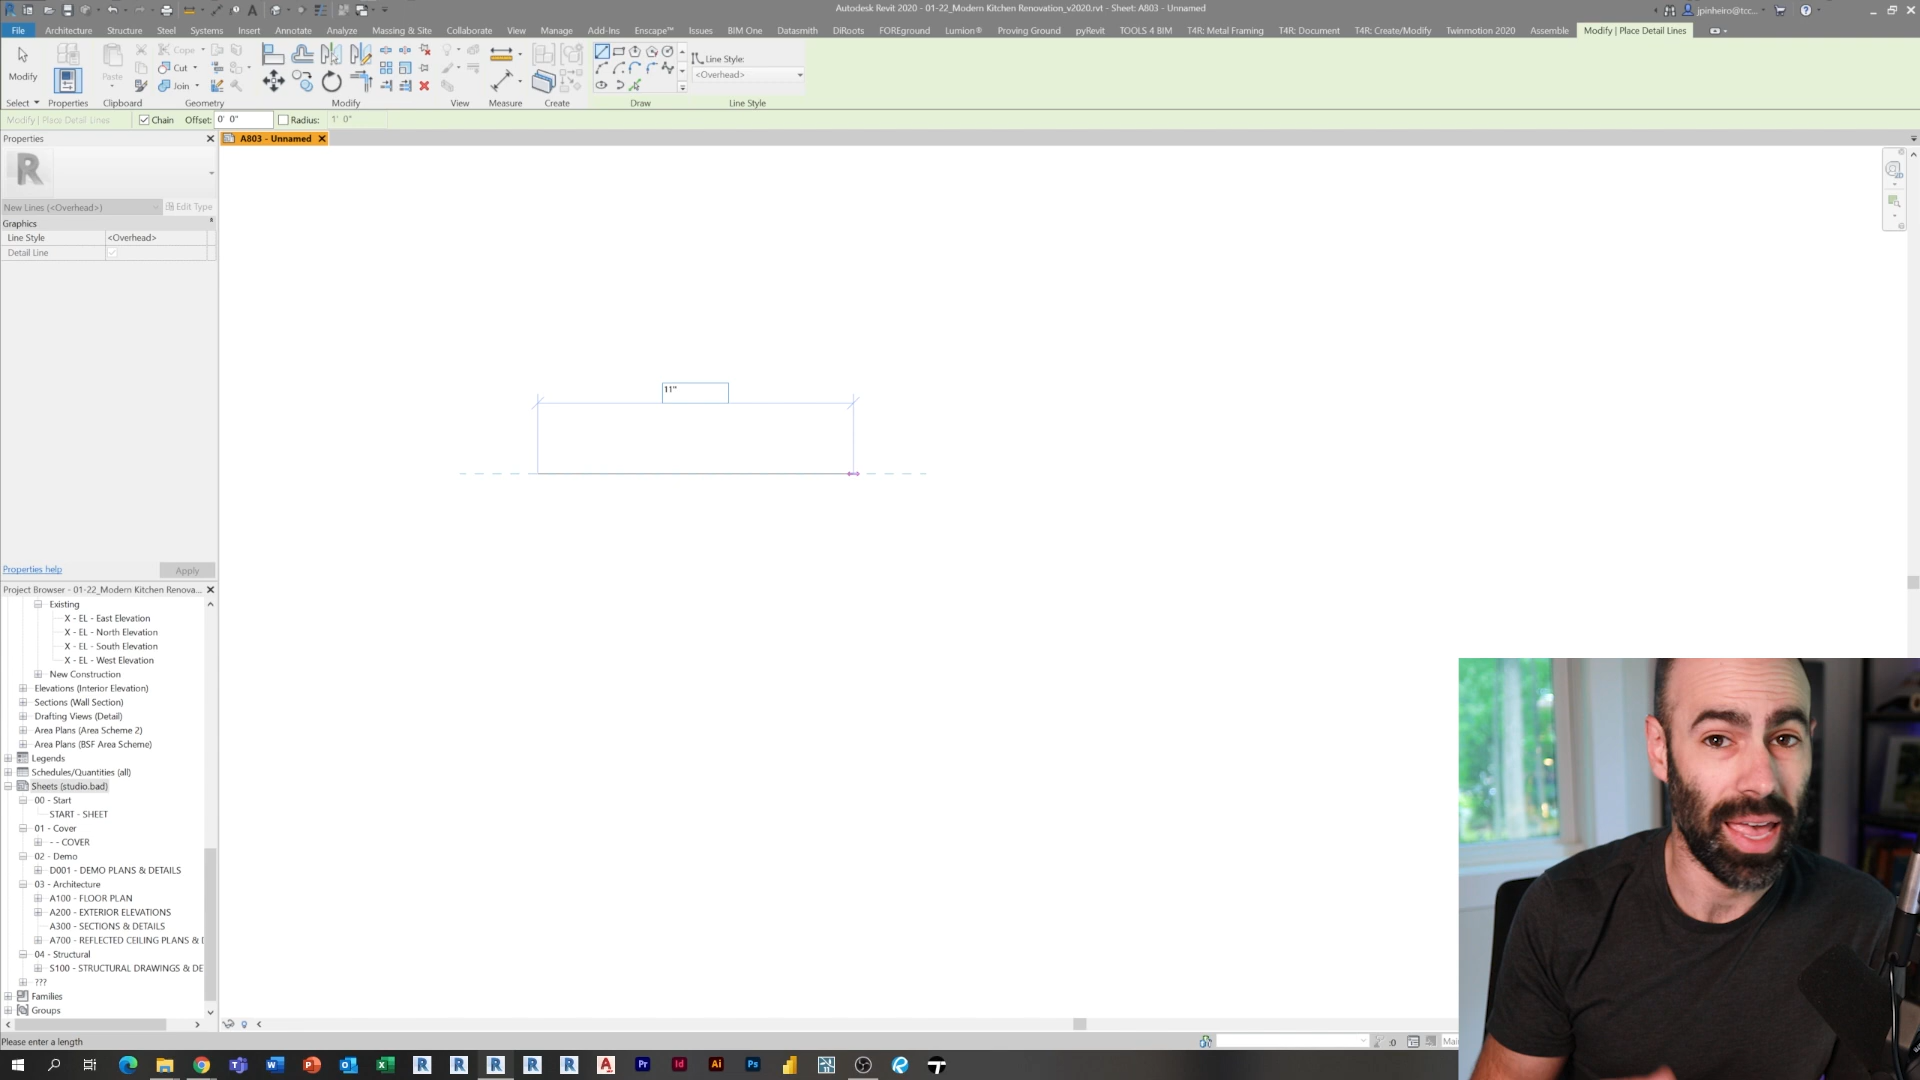 Autodesk Revit 2020 - 01-22_Modern Kitchen Renovation_v2020.rvt - Sheet: A803 - Unnamed
jpinheiro@tcc...
File Architecture Structure Steel Systems Insert Annotate Analyze Massing & Site Collaborate View Manage Add-Ins Enscape™ Issues BIM One Datasmith DiRoots FOREground Lumion® Proving Ground pyRevit TOOLS 4 BIM T4R: Metal Framing T4R: Document T4R: Create/Modify Twinmotion 2020 Assemble Modify | Place Detail Lines
Cope
Line Style:
Modify Paste Cut <Overhead>
Join
Select Properties Clipboard Geometry Modify View Measure Create Draw Line Style
Modify | Place Detail Lines Chain Offset: 0' 0" Radius: 1' 0"
Properties
A803 - Unnamed
New Lines (<Overhead>) Edit Type
Graphics
Line Style <Overhead>
Detail Line
11"
Properties help Apply
Project Browser - 01-22_Modern Kitchen Renova...
Existing
X - EL - East Elevation
X - EL - North Elevation
X - EL - South Elevation
X - EL - West Elevation
New Construction
Elevations (Interior Elevation)
Sections (Wall Section)
Drafting Views (Detail)
Area Plans (Area Scheme 2)
Area Plans (BSF Area Scheme)
Legends
Schedules/Quantities (all)
Sheets (studio.bad)
00 - Start
START - SHEET
01 - Cover
- - COVER
02 - Demo
D001 - DEMO PLANS & DETAILS
03 - Architecture
A100 - FLOOR PLAN
A200 - EXTERIOR ELEVATIONS
A300 - SECTIONS & DETAILS
A700 - REFLECTED CEILING PLANS &
04 - Structural
S100 - STRUCTURAL DRAWINGS & DE
???
Families
Groups
Please enter a length
:0
Mai